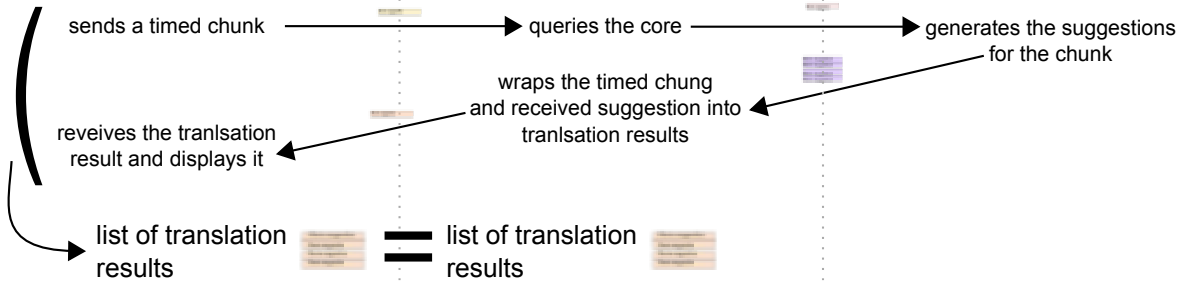 sends a timed chunk
queries the core
generates the suggestions
for the chunk
wraps the timed chung
and received suggestion into
tranlsation results
reveives the tranlsation
result and displays it
list of translation
results
list of translation
results